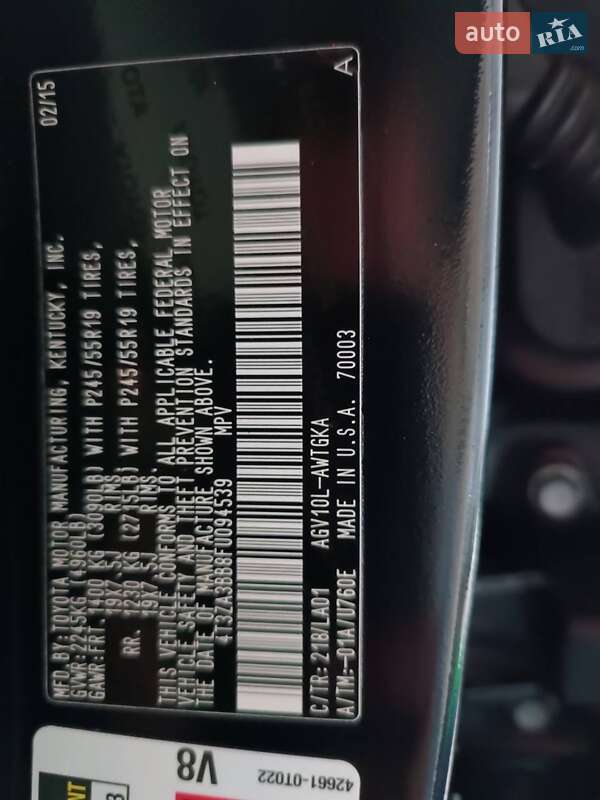 auto RIA.com
MFD. BY:TOYOTA MOTOR MANUFACTURING, KENTUCKY, INC. 02/15
GVWR:2245KG (4960LB)
GAWR:FRT. 1400 KG (3090LB) WITH P245/55R19 TIRES,
19X7.5J RIMS,
RR. 1230 KG (2715LB) WITH P245/55R19 TIRES,
19X7.5J RIMS.
THIS VEHICLE CONFORMS TO ALL APPLICABLE FEDERAL MOTOR
VEHICLE SAFETY AND THEFT PREVENTION STANDARDS IN EFFECT ON
THE DATE OF MANUFACTURE SHOWN ABOVE.
4T3ZA3BB8FU094539 MPV
C/TR:218/LA01 AGV10L-AWTGKA
A/TM:-01A/U760E MADE IN U.S.A. 70003 A
V8
42661-0T022